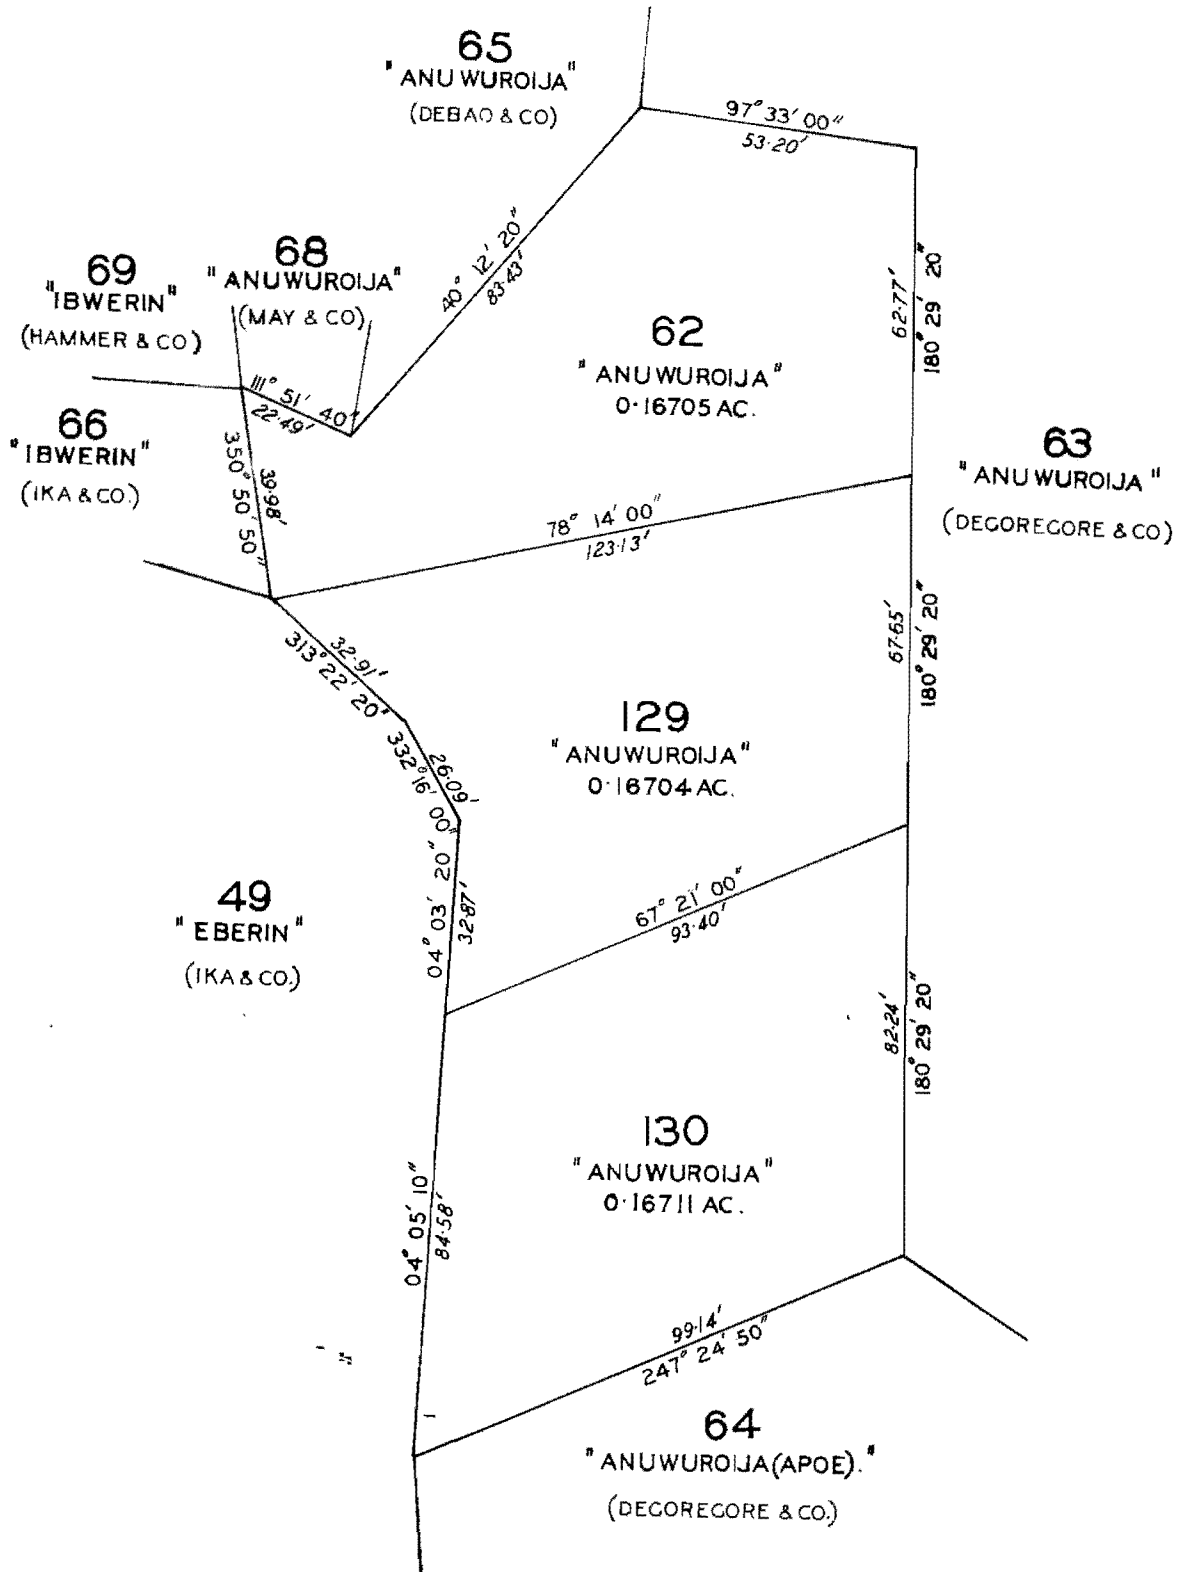 65
"ANUWUROIJA"
(DEBAO & CO)
97° 33' 00"
53·20'
40° 12' 20"
83·43'
62·77'
180° 29' 20"
68
"ANUWUROIJA"
(MAY & CO)
69
"IBWERIN"
(HAMMER & CO)
111° 51' 40"
22·49'
62
"ANUWUROIJA"
0·16705 AC.
66
"IBWERIN"
(IKA & CO.)
350° 50' 50"
39·98'
63
"ANUWUROIJA"
(DEGOREGORE & CO)
78° 14' 00"
123·13'
67·65'
180° 29' 20"
32·91'
313° 22' 20"
26·09'
332° 16' 00"
129
"ANUWUROIJA"
0·16704 AC.
04° 03' 20"
32·87'
67° 21' 00"
93·40'
49
"EBERIN"
(IKA & CO.)
82·24'
180° 29' 20"
130
"ANUWUROIJA"
0·16711 AC.
04° 05' 10"
84·58'
99·14'
247° 24' 50"
64
"ANUWUROIJA(APOE)."
(DEGOREGORE & CO.)